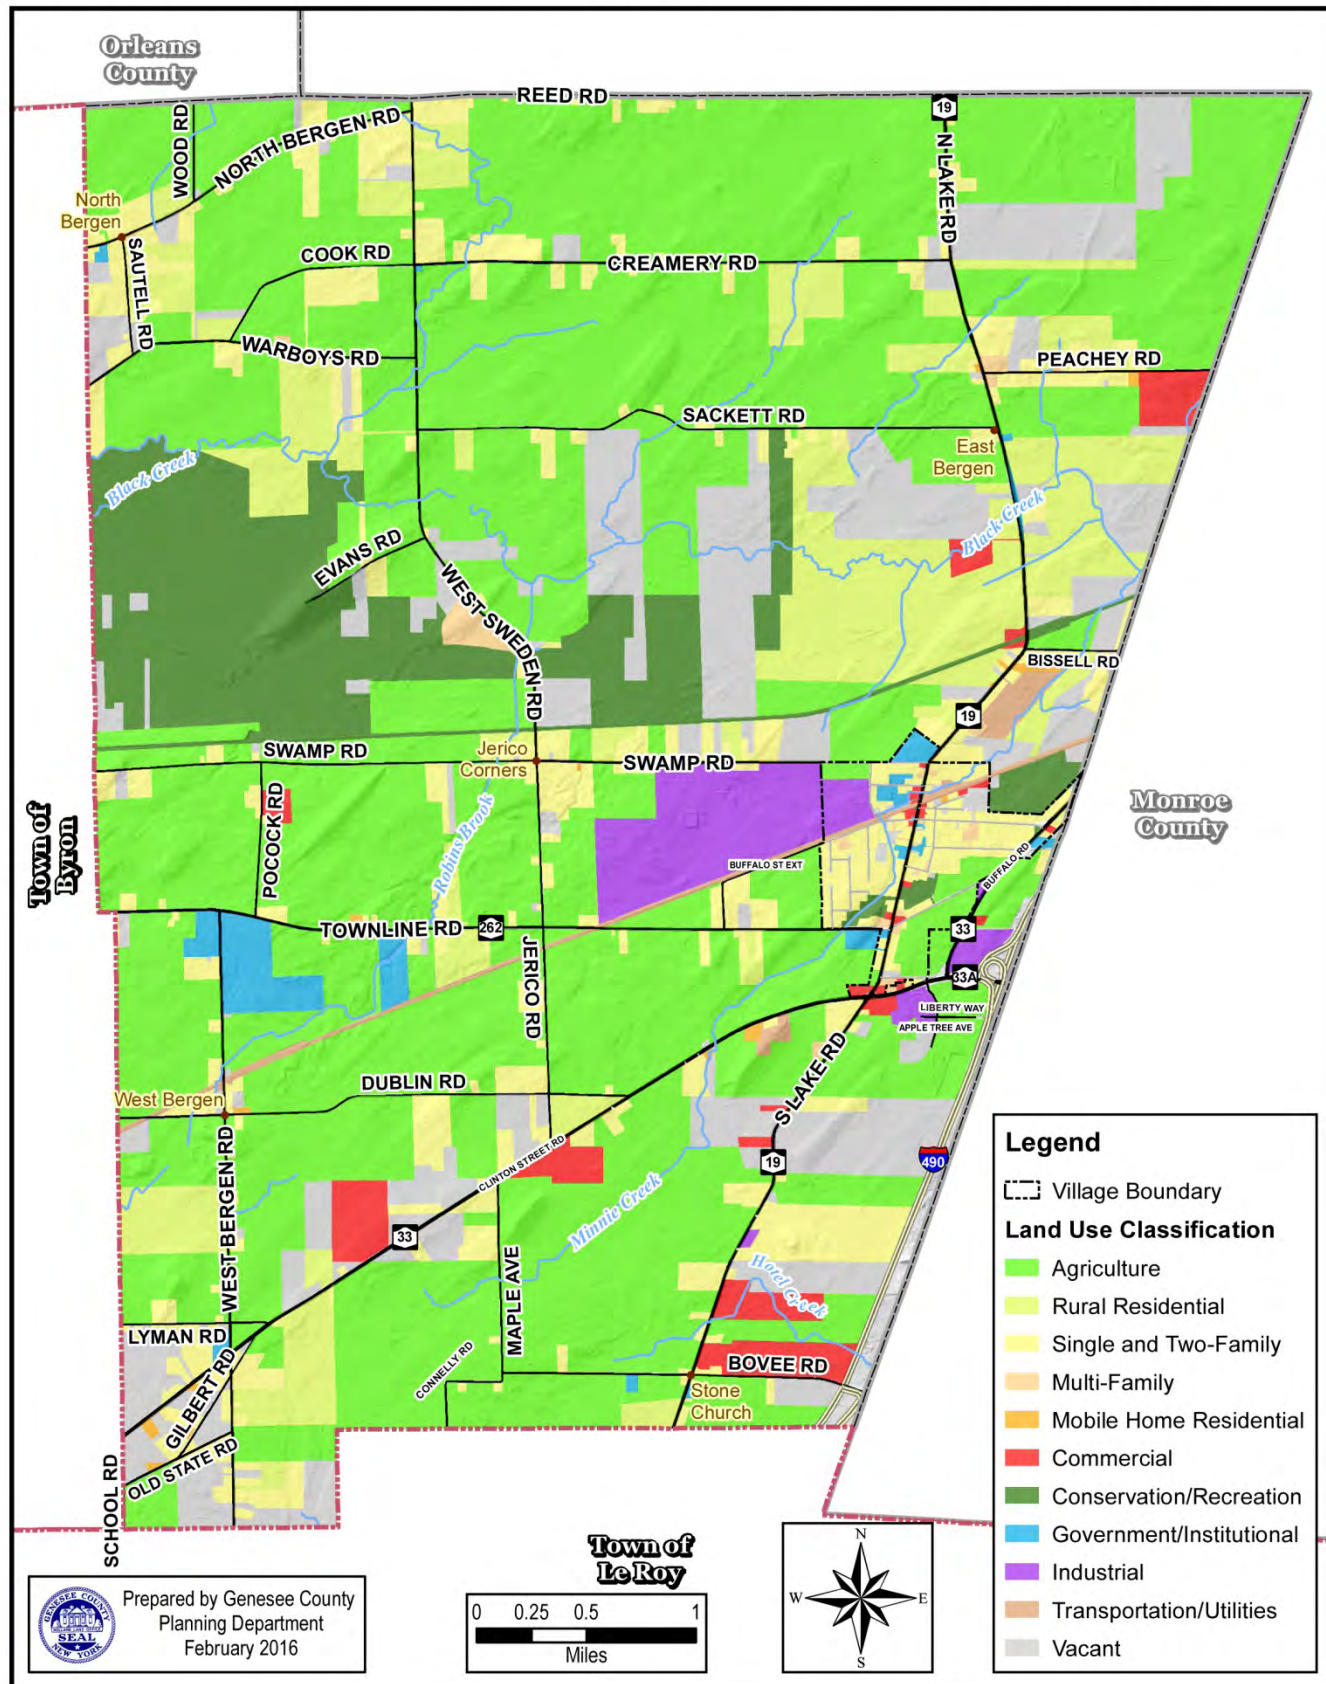 Orleans
County
REED RD
19
WOOD RD
NORTH BERGEN RD
N LAKE RD
North
Bergen
SAUTELL RD
COOK RD
CREAMERY RD
WARBOYS RD
PEACHEY RD
SACKETT RD
East
Bergen
Black Creek
Black Creek
EVANS RD
WEST SWEDEN RD
BISSELL RD
19
SWAMP RD
Jerico
Corners
SWAMP RD
Monroe
County
Town of
Byron
POCOCK RD
Robins Brook
BUFFALO ST EXT
BUFFALO RD
TOWNLINE RD
262
33
JERICO RD
33A
LIBERTY WAY
APPLE TREE AVE
S LAKE RD
DUBLIN RD
West Bergen
CLINTON STREET RD
19
490
WEST BERGEN RD
33
Minnie Creek
MAPLE AVE
Hotel Creek
LYMAN RD
GILBERT RD
CONNELLY RD
BOVEE RD
Stone
Church
OLD STATE RD
SCHOOL RD
Town of
Le Roy
Legend
Village Boundary
Land Use Classification
Agriculture
Rural Residential
Single and Two-Family
Multi-Family
Mobile Home Residential
Commercial
Conservation/Recreation
Government/Institutional
Industrial
Transportation/Utilities
Vacant
GENESEE COUNTY
SEAL
NEW YORK
Prepared by Genesee County
Planning Department
February 2016
0 0.25 0.5 1
Miles
N
W E
S